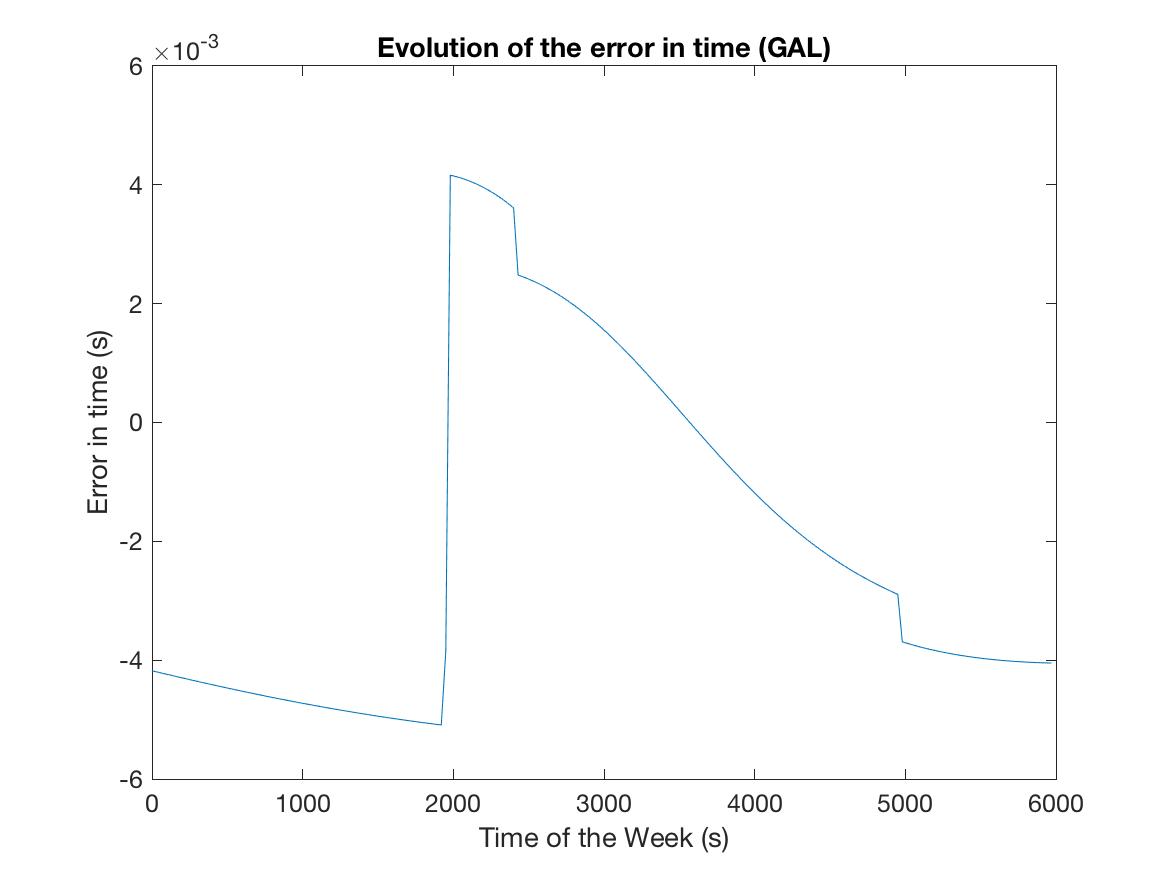 Evolution of the error in time (GAL)
×10-3
6
4
2
0
-2
-4
-6
Error in time (s)
0 1000 2000 3000 4000 5000 6000
Time of the Week (s)